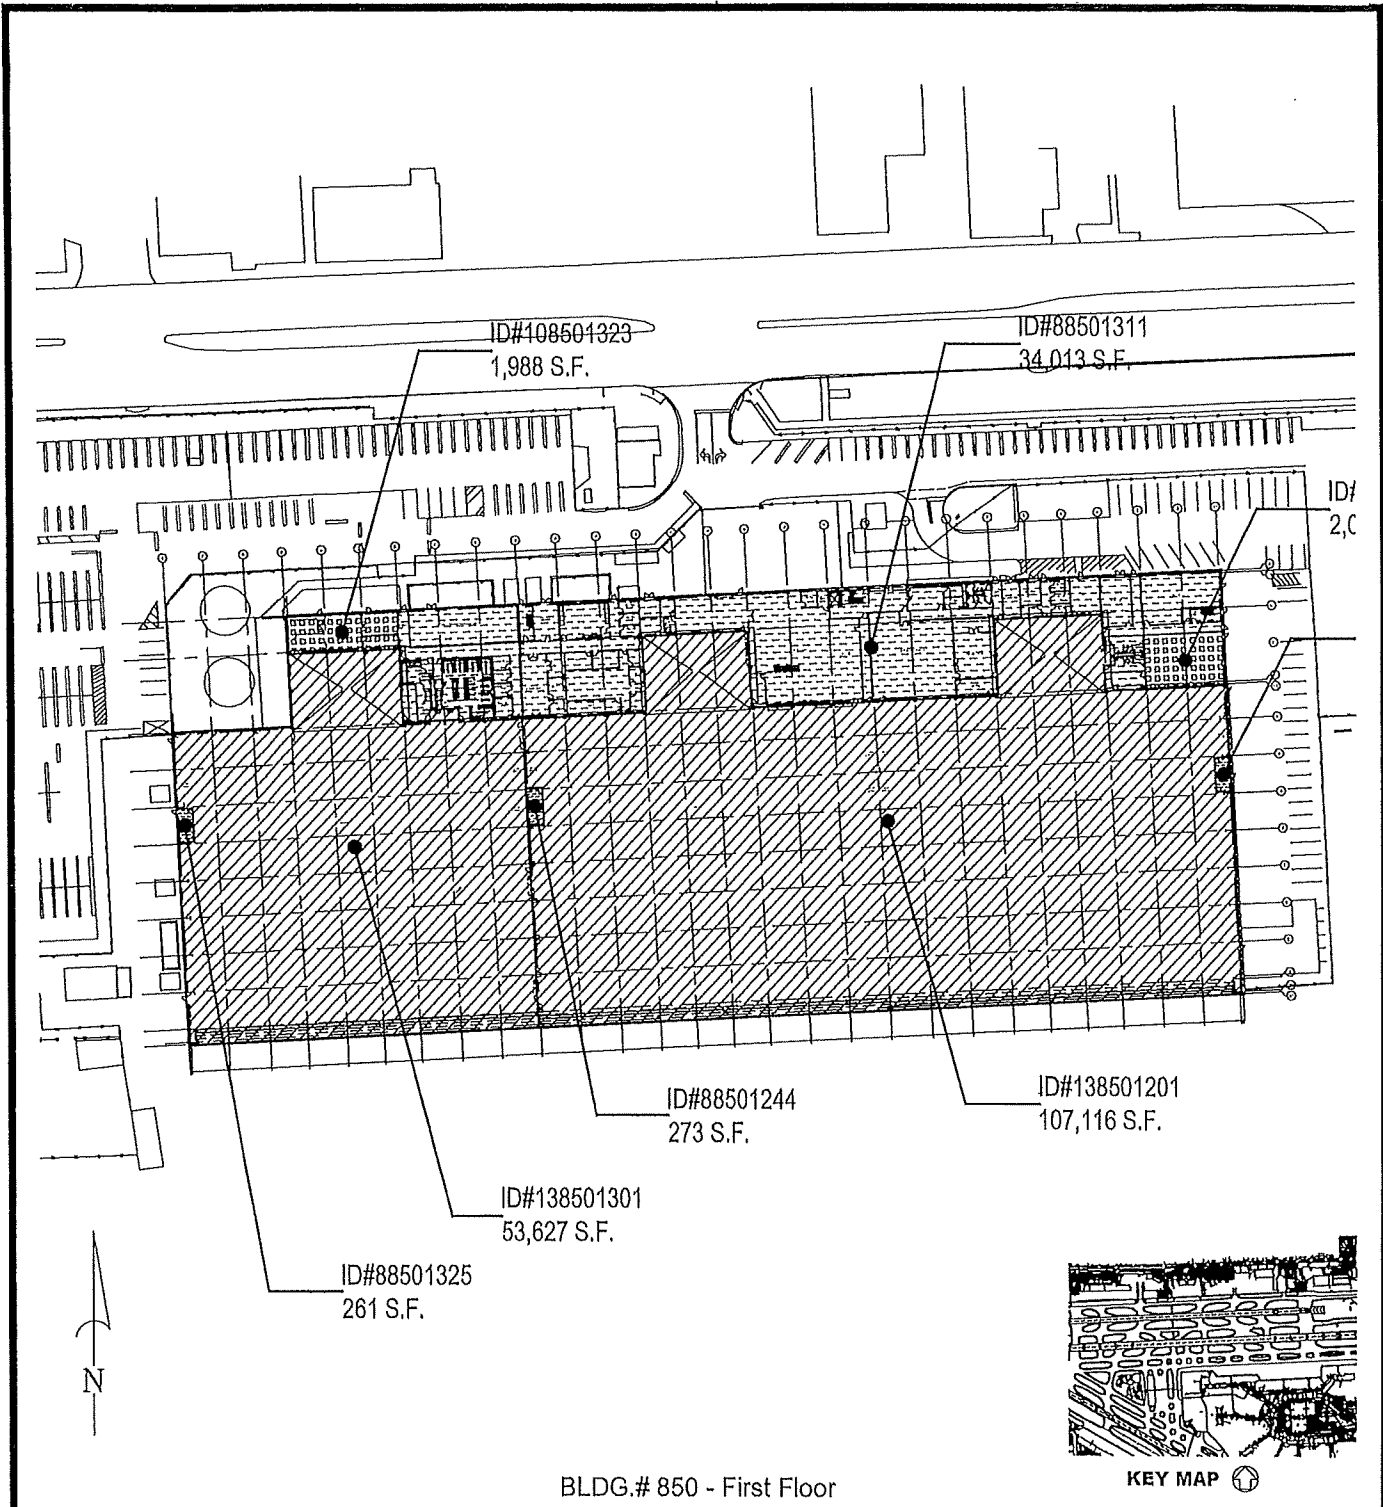 ID#108501323
1,988 S.F.
ID#88501311
34,013 S.F.
ID#88501244
273 S.F.
ID#138501201
107,116 S.F.
ID#138501301
53,627 S.F.
ID#88501325
261 S.F.
N
KEY MAP
BLDG.# 850 - First Floor